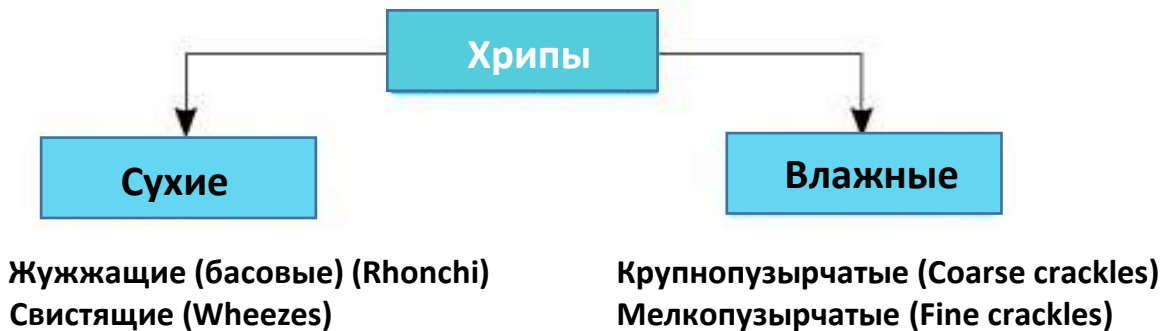 Хрипы
Сухие
Влажные
Жужжащие (басовые) (Rhonchi)
Свистящие (Wheezes)
Крупнопузырчатые (Coarse crackles)
Мелкопузырчатые (Fine crackles)